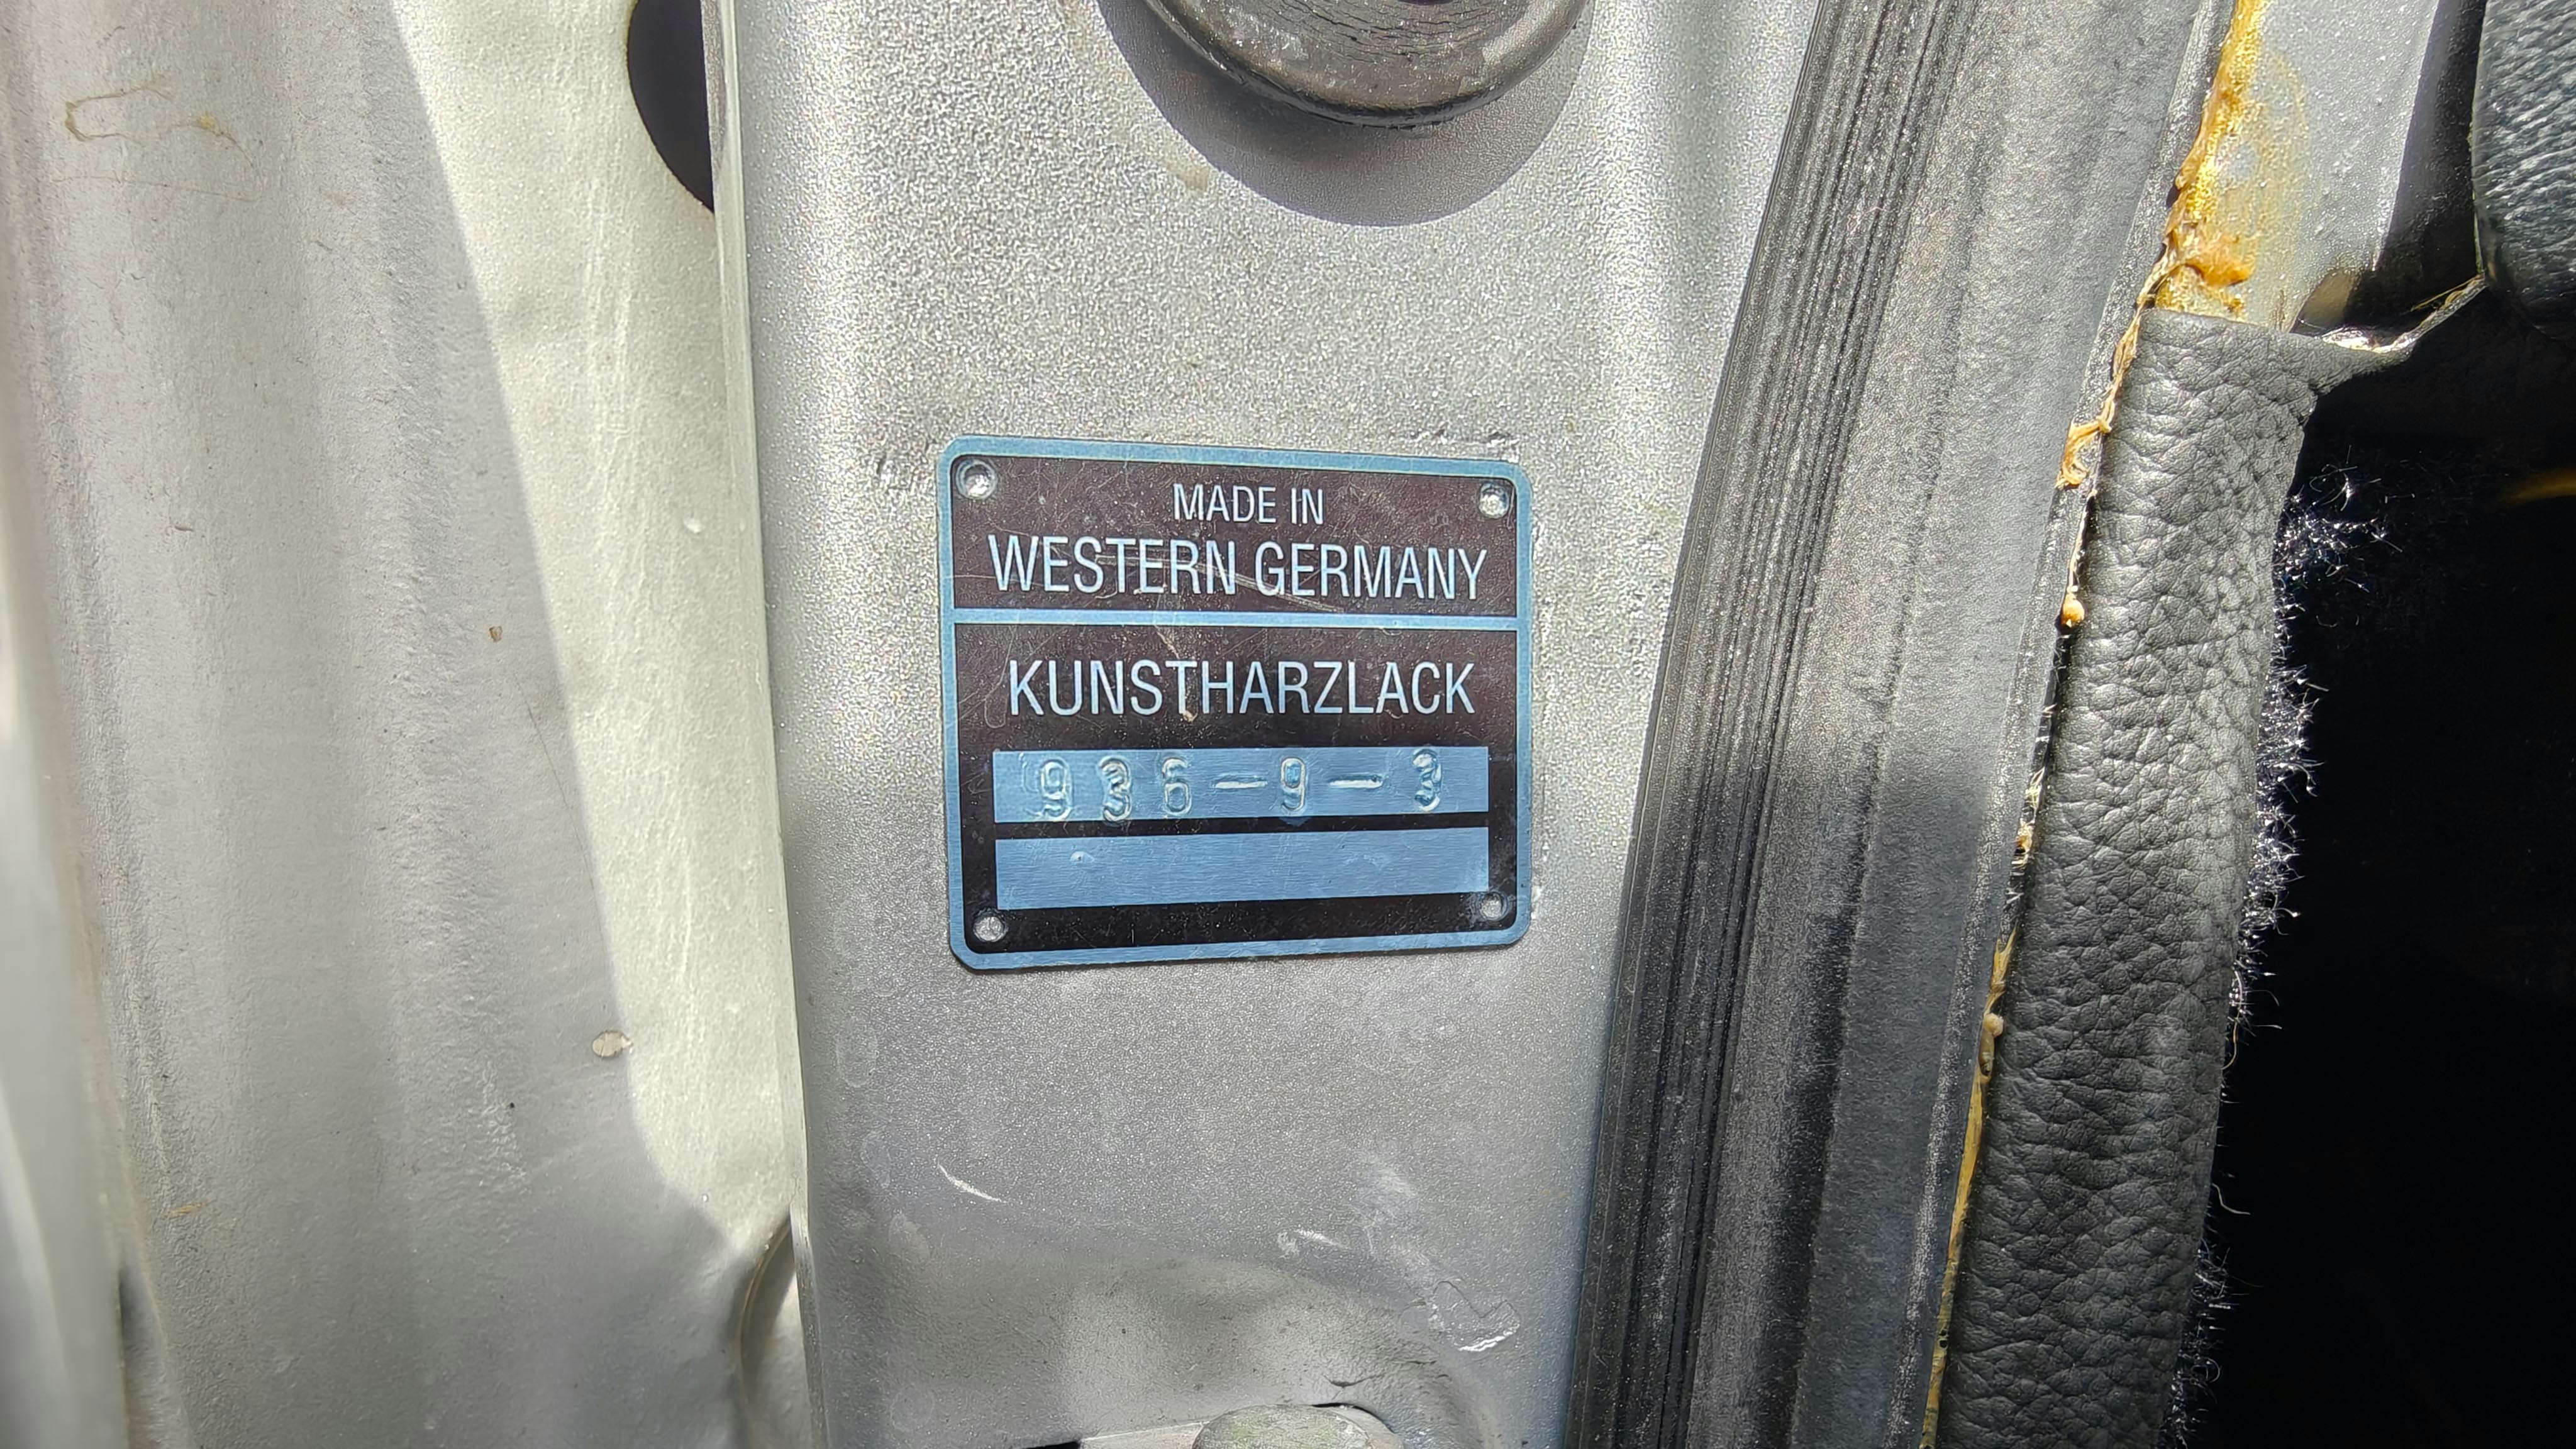 MADE IN
WESTERN GERMANY
KUNSTHARZLACK
936-9-3